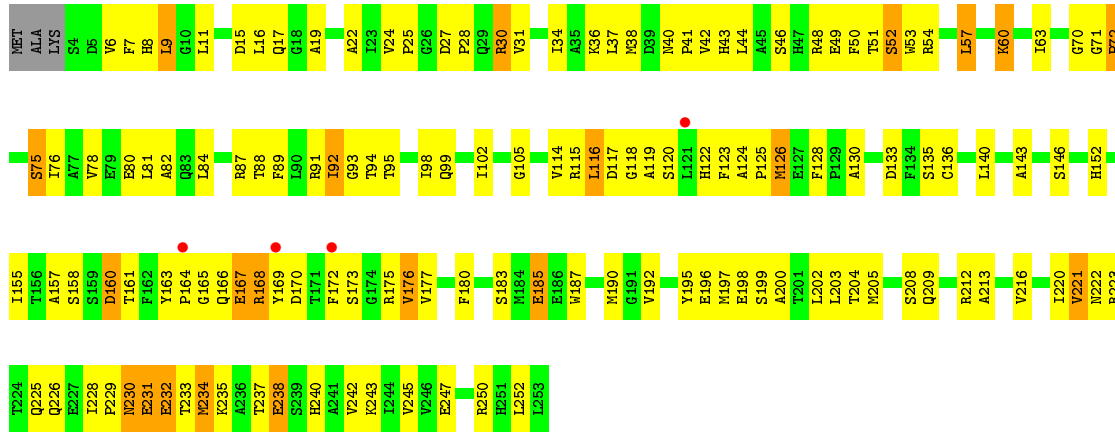 MET ALA LYS S4 D5 V6 F7 H8 L9 G10 L11 D15 L16 Q17 G18 A19 A22 I23 V24 P25 G26 D27 P28 Q29 R30 V31 I34 A35 K36 L37 M38 D39 N40 P41 V42 H43 L44 A45 S46 H47 R48 E49 F50 T51 S52 W53 R54 L57 K60 I63 G70 G71
S75 I76 A77 V78 E79 E80 L81 A82 Q83 L84 R87 T88 F89 L90 R91 I92 G93 T94 T95 I98 Q99 I102 G105 V114 R115 L116 D117 G118 A119 S120 L121 H122 F123 A124 P125 M126 E127 F128 P129 A130 D133 F134 S135 C136 L140 A143 S146 H152
I155 T156 A157 S158 S159 D160 T161 F162 Y163 P164 G165 Q166 E167 R168 Y169 D170 T171 F172 S173 G174 R175 V176 V177 F180 S183 M184 E185 E186 W187 M190 G191 V192 Y195 E196 M197 E198 S199 A200 T201 L202 L203 T204 M205 S208 Q209 R212 A213 V216 I220 V221 N222 R223
T224 Q225 Q226 E227 I228 P229 N230 E231 E232 T233 M234 K235 A236 T237 E238 S239 H240 A241 V242 K243 I244 V245 V246 E247 R250 H251 L252 L253